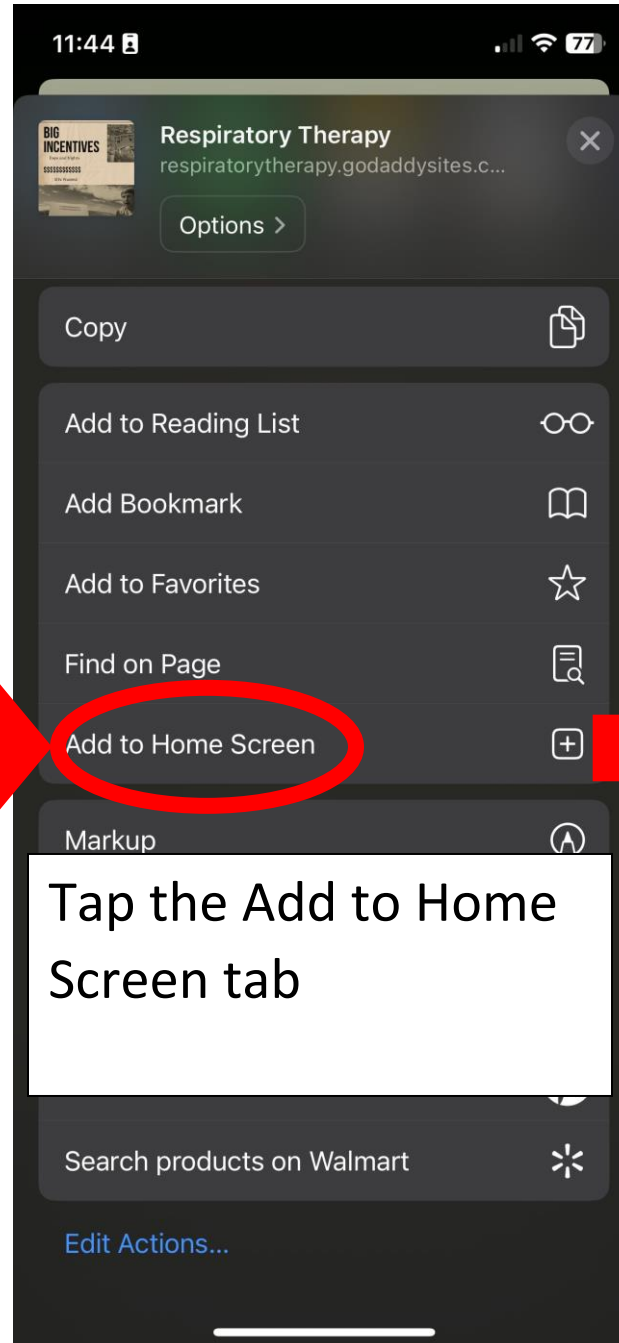 11:44
77
BIG
INCENTIVES
Respiratory Therapy
respiratorytherapy.godaddysites.c...
$$$$$$$$$$$$
Options >
Copy
Add to Reading List
Add Bookmark
Add to Favorites
Find on Page
Add to Home Screen
Markup
Tap the Add to Home
Screen tab
Search products on Walmart
Edit Actions...